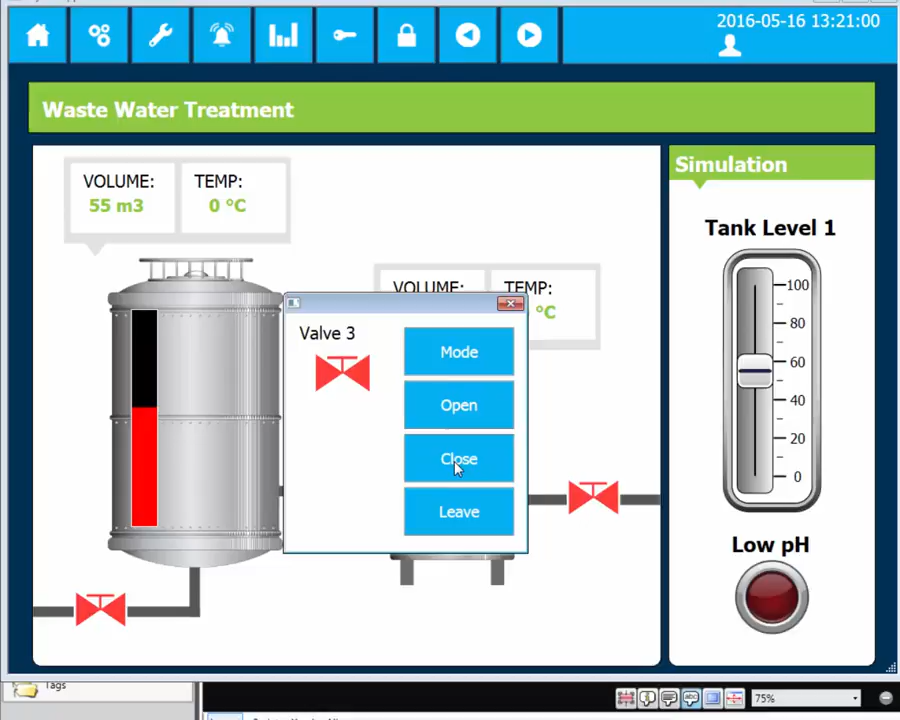 2016-05-16 13:21:00
Waste Water Treatment
VOLUME:
TEMP:
55 m3
0 °C
VOLUME:
TEMP:
°C
Valve 3
Mode
Open
Close
Leave
Simulation
Tank Level 1
100
80
60
40
20
0
Low pH
Tags
abc
75%